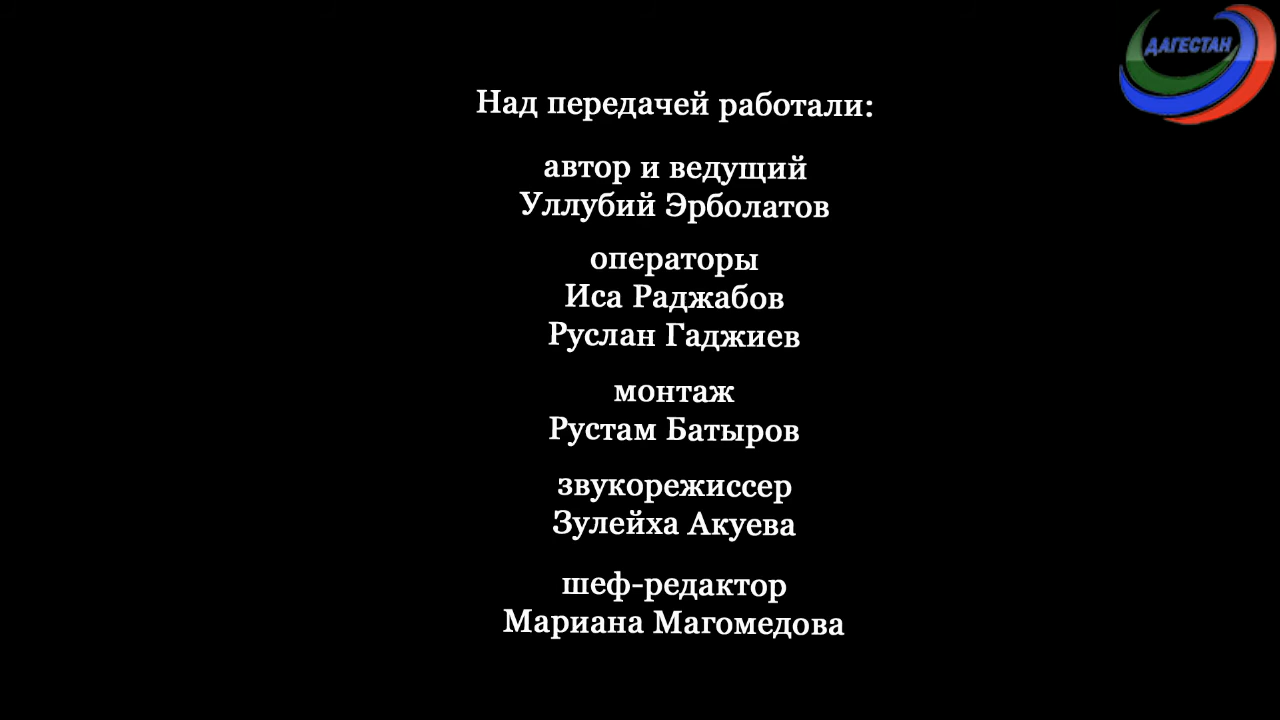 ДАГЕСТАН
Над передачей работали:
автор и ведущий
Уллубий Эрболатов
операторы
Иса Раджабов
Руслан Гаджиев
монтаж
Рустам Батыров
звукорежиссер
Зулейха Акуева
шеф-редактор
Мариана Магомедова